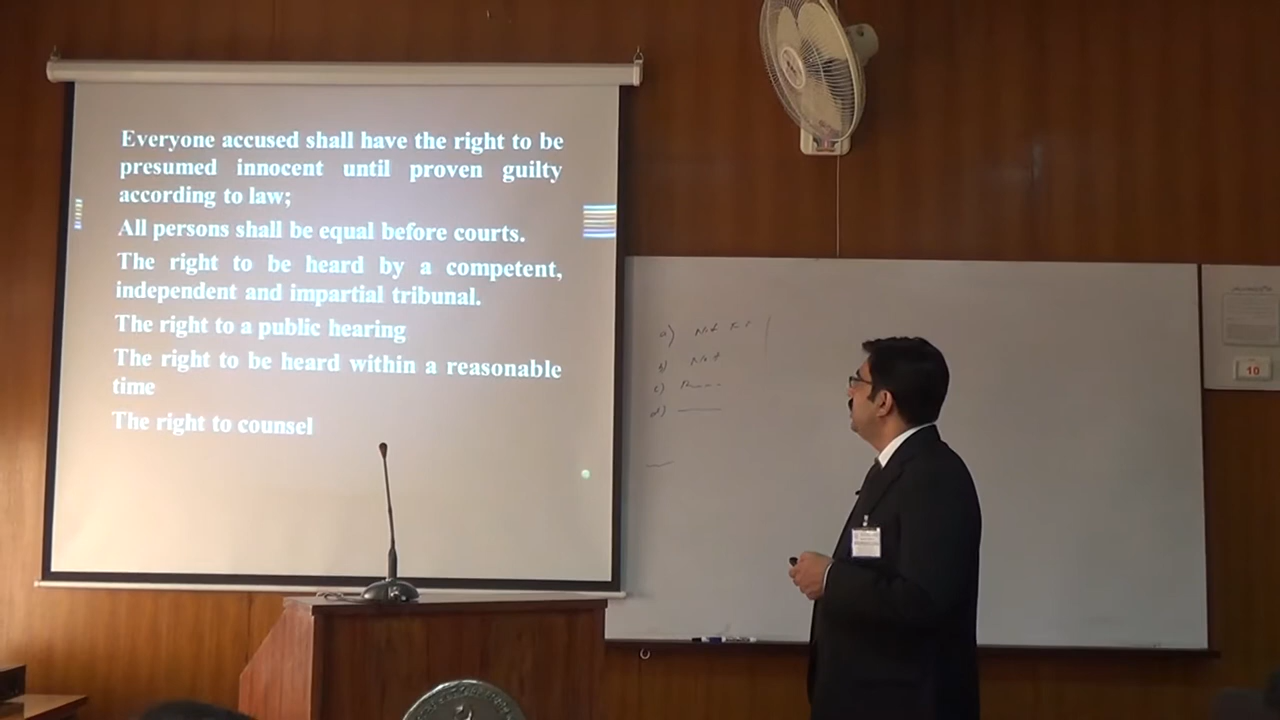 Everyone accused shall have the right to be
presumed innocent until proven guilty
according to law;
All persons shall be equal before courts.
The right to be heard by a competent,
independent and impartial tribunal.
The right to a public hearing
The right to be heard within a reasonable
time
The right to counsel
a)
b) Not
c)
d)
10